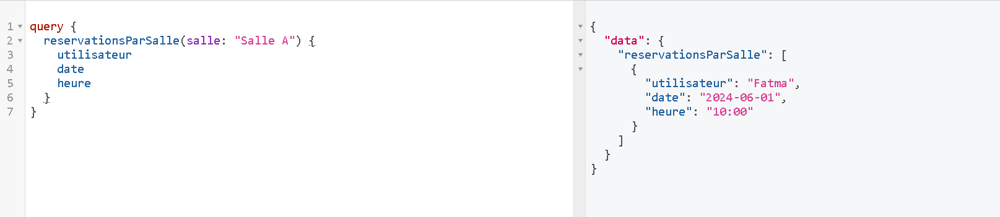 1 query {
2 reservationsParSalle(salle: "Salle A") {
3 utilisateur
4 date
5 heure
6 }
7 }
{
"data": {
"reservationsParSalle": [
{
"utilisateur": "Fatma",
"date": "2024-06-01",
"heure": "10:00"
}
]
}
}